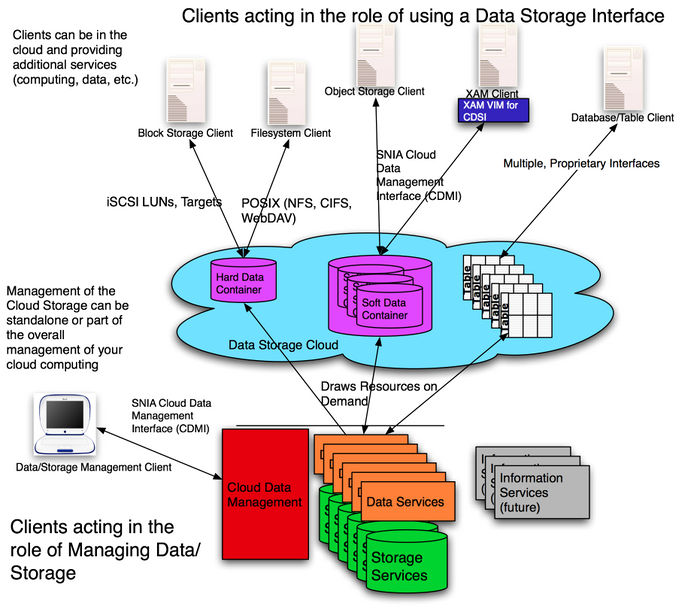 Clients acting in the role of using a Data Storage Interface
Clients can be in the
cloud and providing
additional services
(computing, data, etc.)
Block Storage Client
Filesystem Client
Object Storage Client
XAM Client
XAM VIM for
CDSI
Database/Table Client
iSCSI LUNs, Targets
POSIX (NFS, CIFS,
WebDAV)
SNIA Cloud
Data
Management
Interface (CDMI)
Multiple, Proprietary Interfaces
Hard Data
Container
Soft Data
Container
Table
Table
Table
Table
Table
Management of the
Cloud Storage can be
standalone or part of
the overall
management of your
cloud computing
Data Storage Cloud
Draws Resources on
Demand
SNIA Cloud Data
Management
Interface (CDMI)
Data/Storage Management Client
Cloud Data
Management
Data Services
Storage
Services
Information
Services
(future)
Clients acting in the
role of Managing Data/
Storage